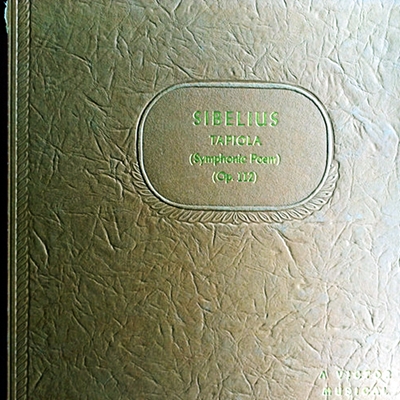 SIBELIUS
TAPIOLA
(Symphonic Poem)
(Op. 112)
A VICTOR
MUSICAL